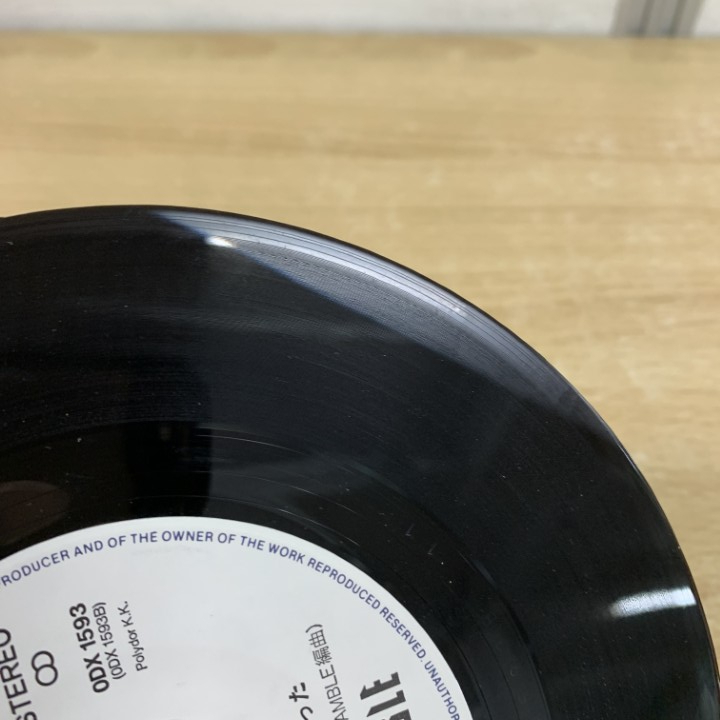 RODUCER AND OF THE OWNER OF THE WORK REPRODUCED RESERVED. UNAUTHOR
STEREO
∞
0DX 1593
(0DX 1593B)
Polydor K.K.
った
AMBLE編曲)